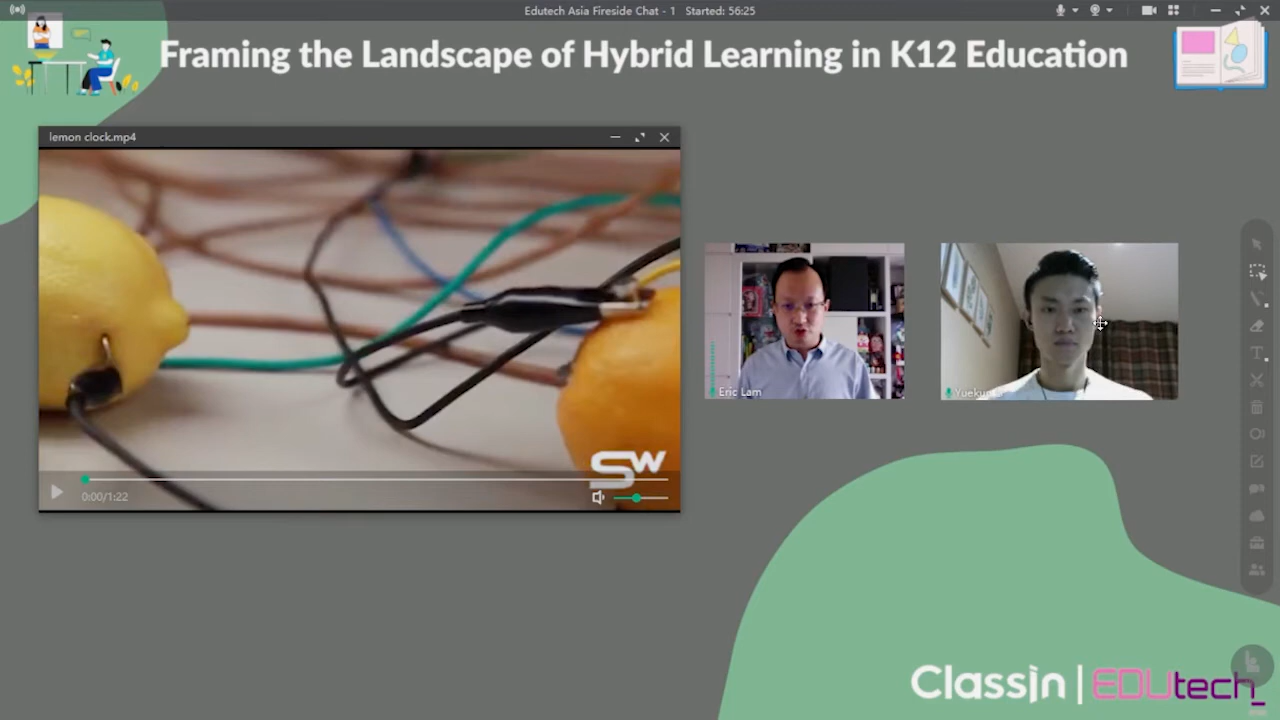 Edutech Asia Fireside Chat - 1 Started: 56:25
Framing the Landscape of Hybrid Learning in K12 Education
lemon clock.mp4
SW
0:00/1:22
Eric Lam
ClassIn | EDUtech_